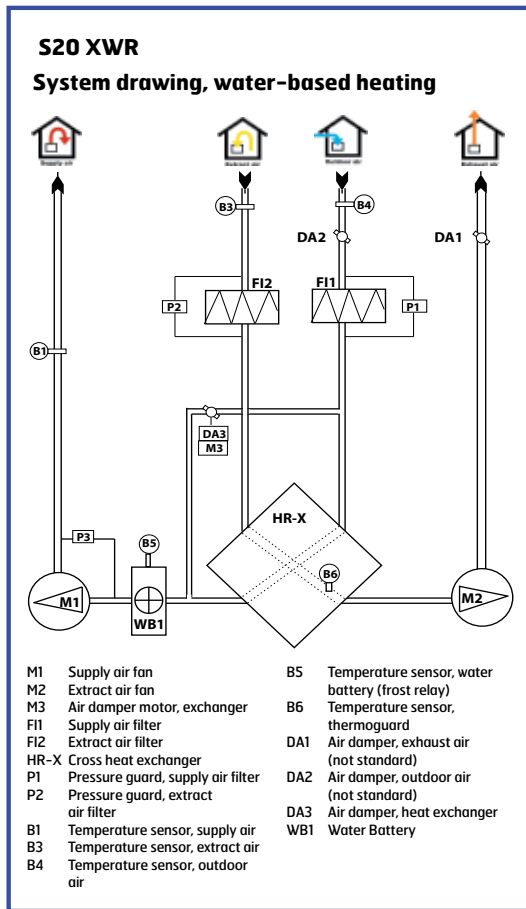 S20 XWR
System drawing, water-based heating
Supply air
B3
B4
DA2
DA1
FI2
FI1
P2
P1
B1
DA3
M3
HR-X
P3
B5
B6
M1
WB1
M2
M1 Supply air fan
M2 Extract air fan
M3 Air damper motor, exchanger
FI1 Supply air filter
FI2 Extract air filter
HR-X Cross heat exchanger
P1 Pressure guard, supply air filter
P2 Pressure guard, extract
air filter
B1 Temperature sensor, supply air
B3 Temperature sensor, extract air
B4 Temperature sensor, outdoor
air
B5 Temperature sensor, water
battery (frost relay)
B6 Temperature sensor,
thermoguard
DA1 Air damper, exhaust air
(not standard)
DA2 Air damper, outdoor air
(not standard)
DA3 Air damper, heat exchanger
WB1 Water Battery